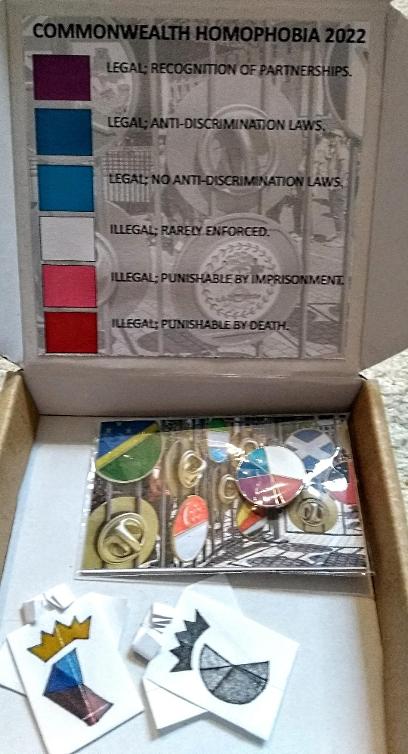 COMMONWEALTH HOMOPHOBIA 2022
LEGAL; RECOGNITION OF PARTNERSHIPS.
LEGAL; ANTI-DISCRIMINATION LAWS.
LEGAL; NO ANTI-DISCRIMINATION LAWS.
ILLEGAL; RARELY ENFORCED.
ILLEGAL; PUNISHABLE BY IMPRISONMENT.
ILLEGAL; PUNISHABLE BY DEATH.